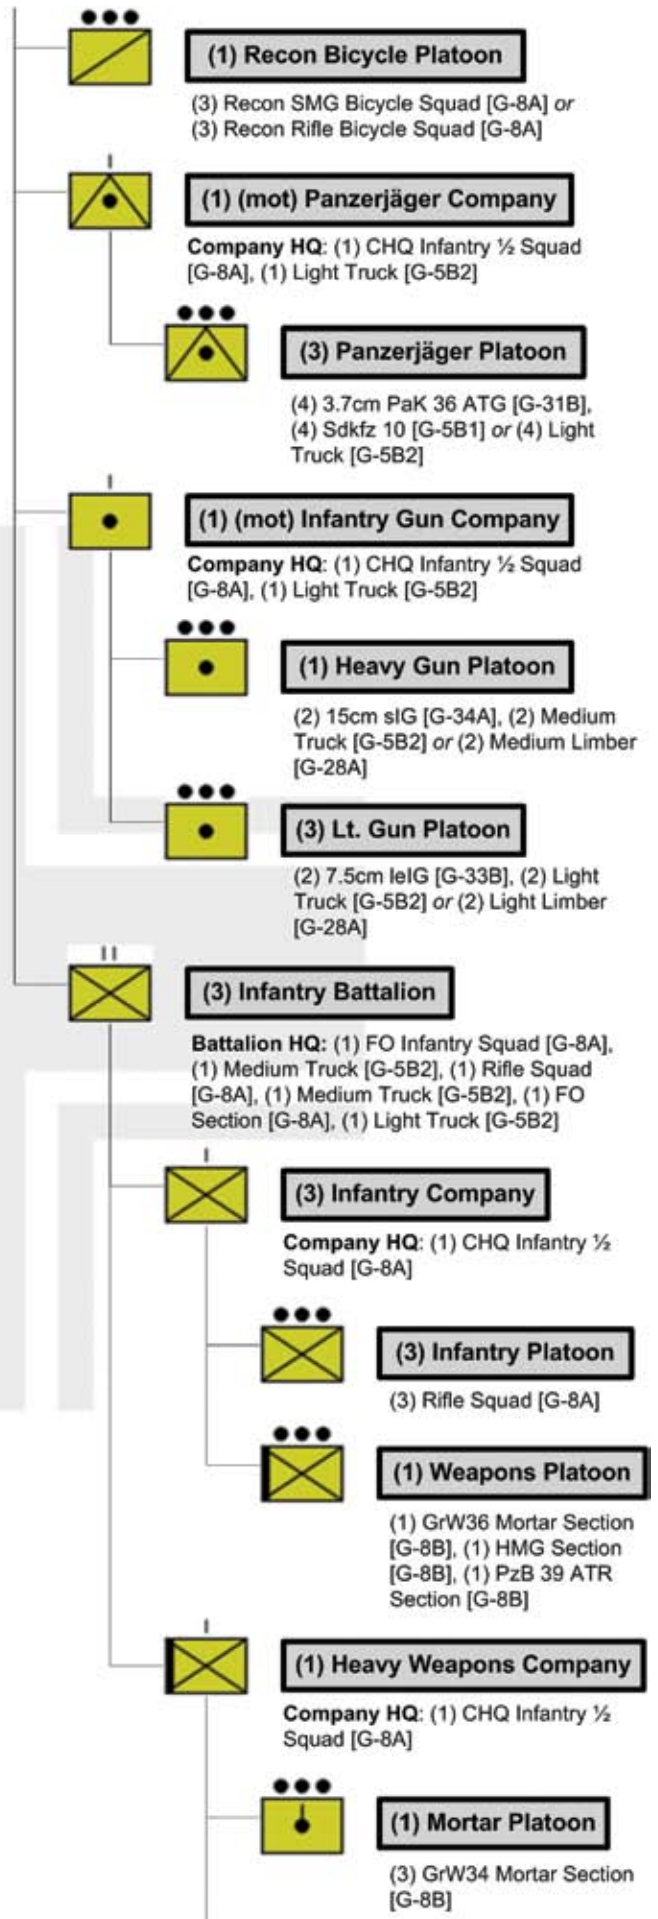 (1) Recon Bicycle Platoon
(3) Recon SMG Bicycle Squad [G-8A] or
(3) Recon Rifle Bicycle Squad [G-8A]
(1) (mot) Panzerjäger Company
Company HQ: (1) CHQ Infantry ½ Squad
[G-8A], (1) Light Truck [G-5B2]
(3) Panzerjäger Platoon
(4) 3.7cm PaK 36 ATG [G-31B],
(4) Sdkfz 10 [G-5B1] or (4) Light
Truck [G-5B2]
(1) (mot) Infantry Gun Company
Company HQ: (1) CHQ Infantry ½ Squad
[G-8A], (1) Light Truck [G-5B2]
(1) Heavy Gun Platoon
(2) 15cm sIG [G-34A], (2) Medium
Truck [G-5B2] or (2) Medium Limber
[G-28A]
(3) Lt. Gun Platoon
(2) 7.5cm leIG [G-33B], (2) Light
Truck [G-5B2] or (2) Light Limber
[G-28A]
(3) Infantry Battalion
Battalion HQ: (1) FO Infantry Squad [G-8A],
(1) Medium Truck [G-5B2], (1) Rifle Squad
[G-8A], (1) Medium Truck [G-5B2], (1) FO
Section [G-8A], (1) Light Truck [G-5B2]
(3) Infantry Company
Company HQ: (1) CHQ Infantry ½
Squad [G-8A]
(3) Infantry Platoon
(3) Rifle Squad [G-8A]
(1) Weapons Platoon
(1) GrW36 Mortar Section
[G-8B], (1) HMG Section
[G-8B], (1) PzB 39 ATR
Section [G-8B]
(1) Heavy Weapons Company
Company HQ: (1) CHQ Infantry ½
Squad [G-8A]
(1) Mortar Platoon
(3) GrW34 Mortar Section
[G-8B]